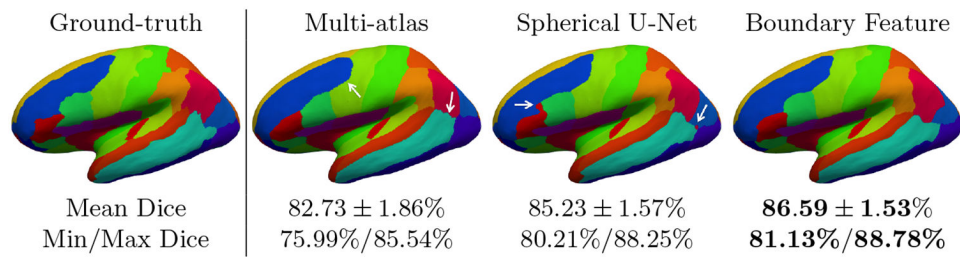 Ground-truth Multi-atlas Spherical U-Net Boundary Feature
Mean Dice 82.73 ± 1.86% 85.23 ± 1.57% 86.59 ± 1.53%
Min/Max Dice 75.99%/85.54% 80.21%/88.25% 81.13%/88.78%